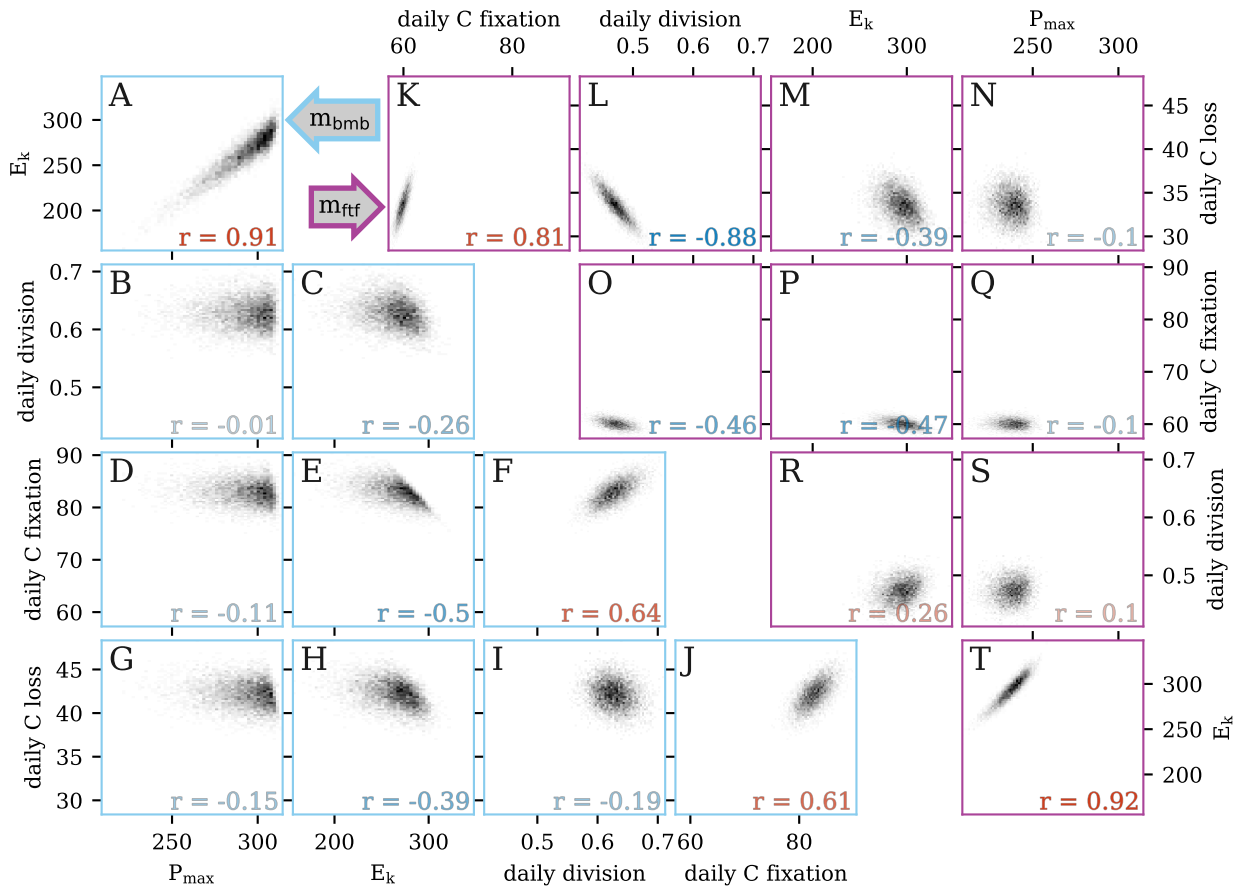 daily C fixation daily division E_k P_max
60 80 0.5 0.6 0.7 200 300 250 300
A K L M N
m_bmb
m_ftf
300
250
200
E_k
45
40
35
30
daily C loss
r = 0.91 r = 0.81 r = -0.88 r = -0.39 r = -0.1
B C O P Q
0.7
0.6
0.5
daily division
90
80
70
60
daily C fixation
r = -0.01 r = -0.26 r = -0.46 r = -0.47 r = -0.1
D E F R S
90
80
70
60
daily C fixation
0.7
0.6
0.5
daily division
r = -0.11 r = -0.5 r = 0.64 r = 0.26 r = 0.1
G H I J T
45
40
35
30
daily C loss
300
250
200
E_k
r = -0.15 r = -0.39 r = -0.19 r = 0.61 r = 0.92
250 300 200 300 0.5 0.6 0.7 60 80
P_max E_k daily division daily C fixation